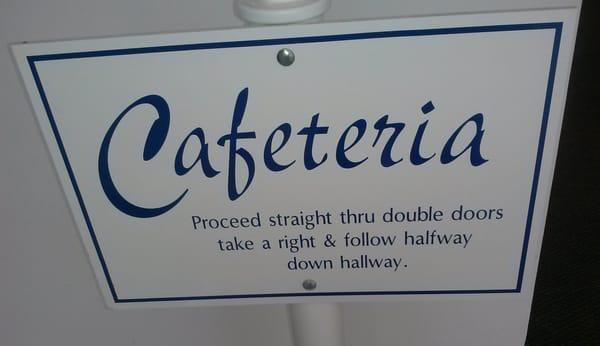 Cafeteria
Proceed straight thru double doors
take a right & follow halfway
down hallway.